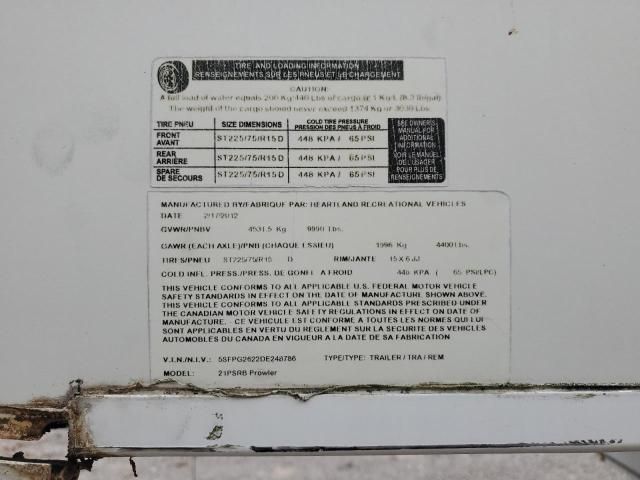 TIRE AND LOADING INFORMATION
RENSEIGNEMENTS SUR LES PNEUS ET LE CHARGEMENT
CAUTION:
A full load of water equals 200 Kg/440 Lbs of cargo @ 1 Kg/L (8.3 lb/gal)
The weight of the cargo should never exceed 1374 Kg or Lbs
TIRE PNEU SIZE DIMENSIONS COLD TIRE PRESSURE PRESSION DES PNEUS À FROID
FRONT AVANT ST225/75/R15 D 448 KPA / 65 PSI
REAR ARRIÈRE ST225/75/R15 D 448 KPA / 65 PSI
SPARE DE SECOURS ST225/75/R15 D 448 KPA / 65 PSI
SEE OWNER'S
MANUAL FOR
ADDITIONAL
INFORMATION
VOIR LE MANUEL
DE L'USAGER
POUR PLUS DE
RENSEIGNEMENTS
MANUFACTURED BY/FABRIQUE PAR: HEARTLAND RECREATIONAL VEHICLES
DATE 2/17/2012
GVWR/PNBV 4531.5 Kg 9990 Lbs.
GAWR (EACH AXLE)/PNB (CHAQUE ESSIEU) 1996 Kg 4400 Lbs.
TIRES/PNEU ST225/75/R15 D RIM/JANTE 15 X 6 JJ
COLD INFL. PRESS./PRESS. DE GONFL A FROID 448 KPA ( 65 PSI/LPC)
THIS VEHICLE CONFORMS TO ALL APPLICABLE U.S. FEDERAL MOTOR VEHICLE
SAFETY STANDARDS IN EFFECT ON THE DATE OF MANUFACTURE SHOWN ABOVE.
THIS VEHICLE CONFORMS TO ALL APPLICABLE STANDARDS PRESCRIBED UNDER
THE CANADIAN MOTOR VEHICLE SAFETY REGULATIONS IN EFFECT ON THE DATE
OF MANUFACTURE - CE VEHICULE EST CONFORME A TOUTES LES NORMES QUI LUI
SONT APPLICABLES EN VERTU DU REGLEMENT SUR LA SECURITE DES VEHICULES
AUTOMOBILES DU CANADA EN VIGUEUR A LA DATE DE SA FABRICATION
V.I.N./N.I.V.: 5SFPG2622DE248786 TYPE/TYPE: TRAILER / TRA / REM
MODEL: 21PSRB Prowler